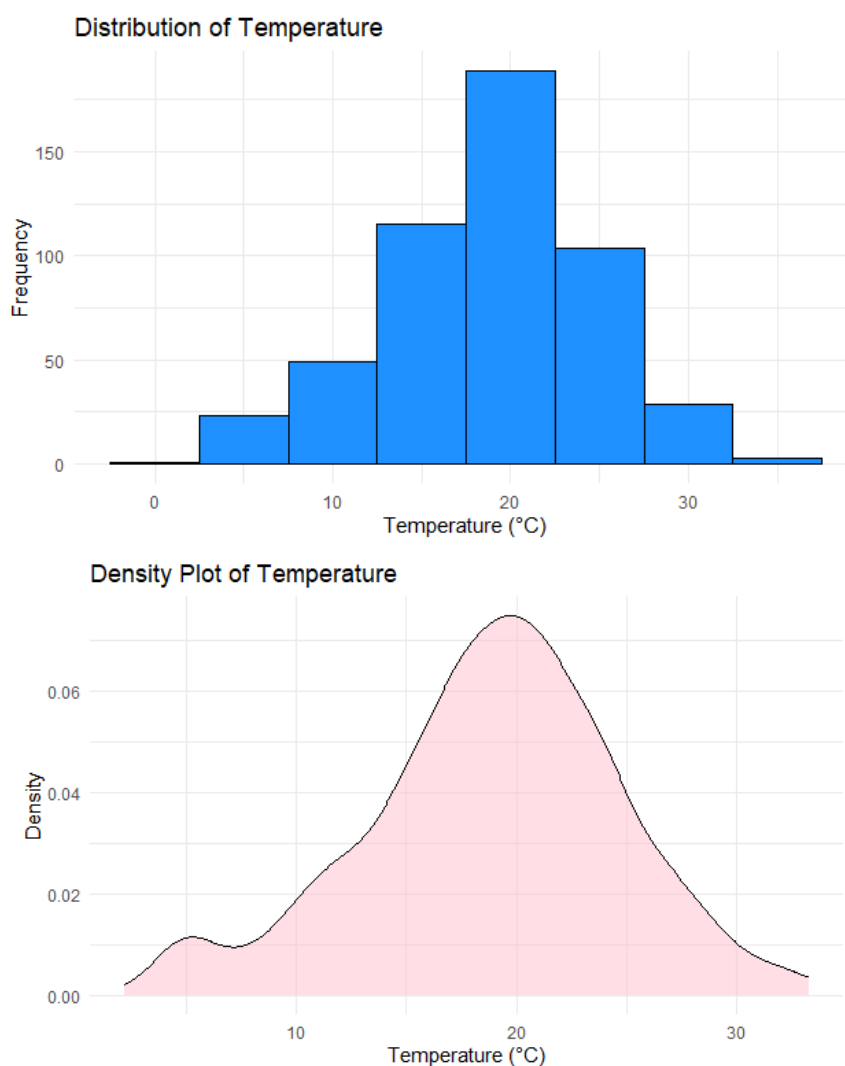 Distribution of Temperature
150
100
50
0
Frequency
0 10 20 30
Temperature (°C)
Density Plot of Temperature
0.06
0.04
0.02
0.00
Density
10 20 30
Temperature (°C)